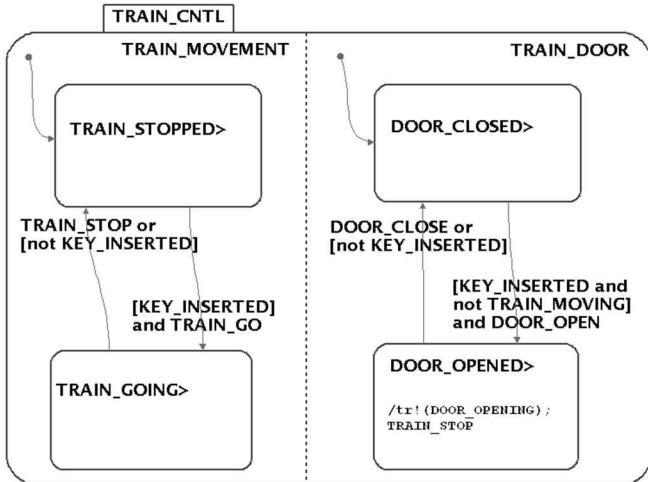 TRAIN_CNTL
TRAIN_MOVEMENT
TRAIN_STOPPED>
TRAIN_STOP or
[not KEY_INSERTED]
[KEY_INSERTED]
and TRAIN_GO
TRAIN_GOING>
TRAIN_DOOR
DOOR_CLOSED>
DOOR_CLOSE or
[not KEY_INSERTED]
[KEY_INSERTED and
not TRAIN_MOVING]
and DOOR_OPEN
DOOR_OPENED>
/tr!(DOOR_OPENING);
TRAIN_STOP